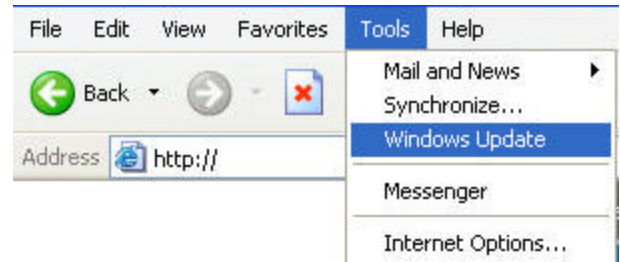 File Edit View Favorites Tools Help
Back
Address http://
Mail and News
Synchronize...
Windows Update
Messenger
Internet Options...